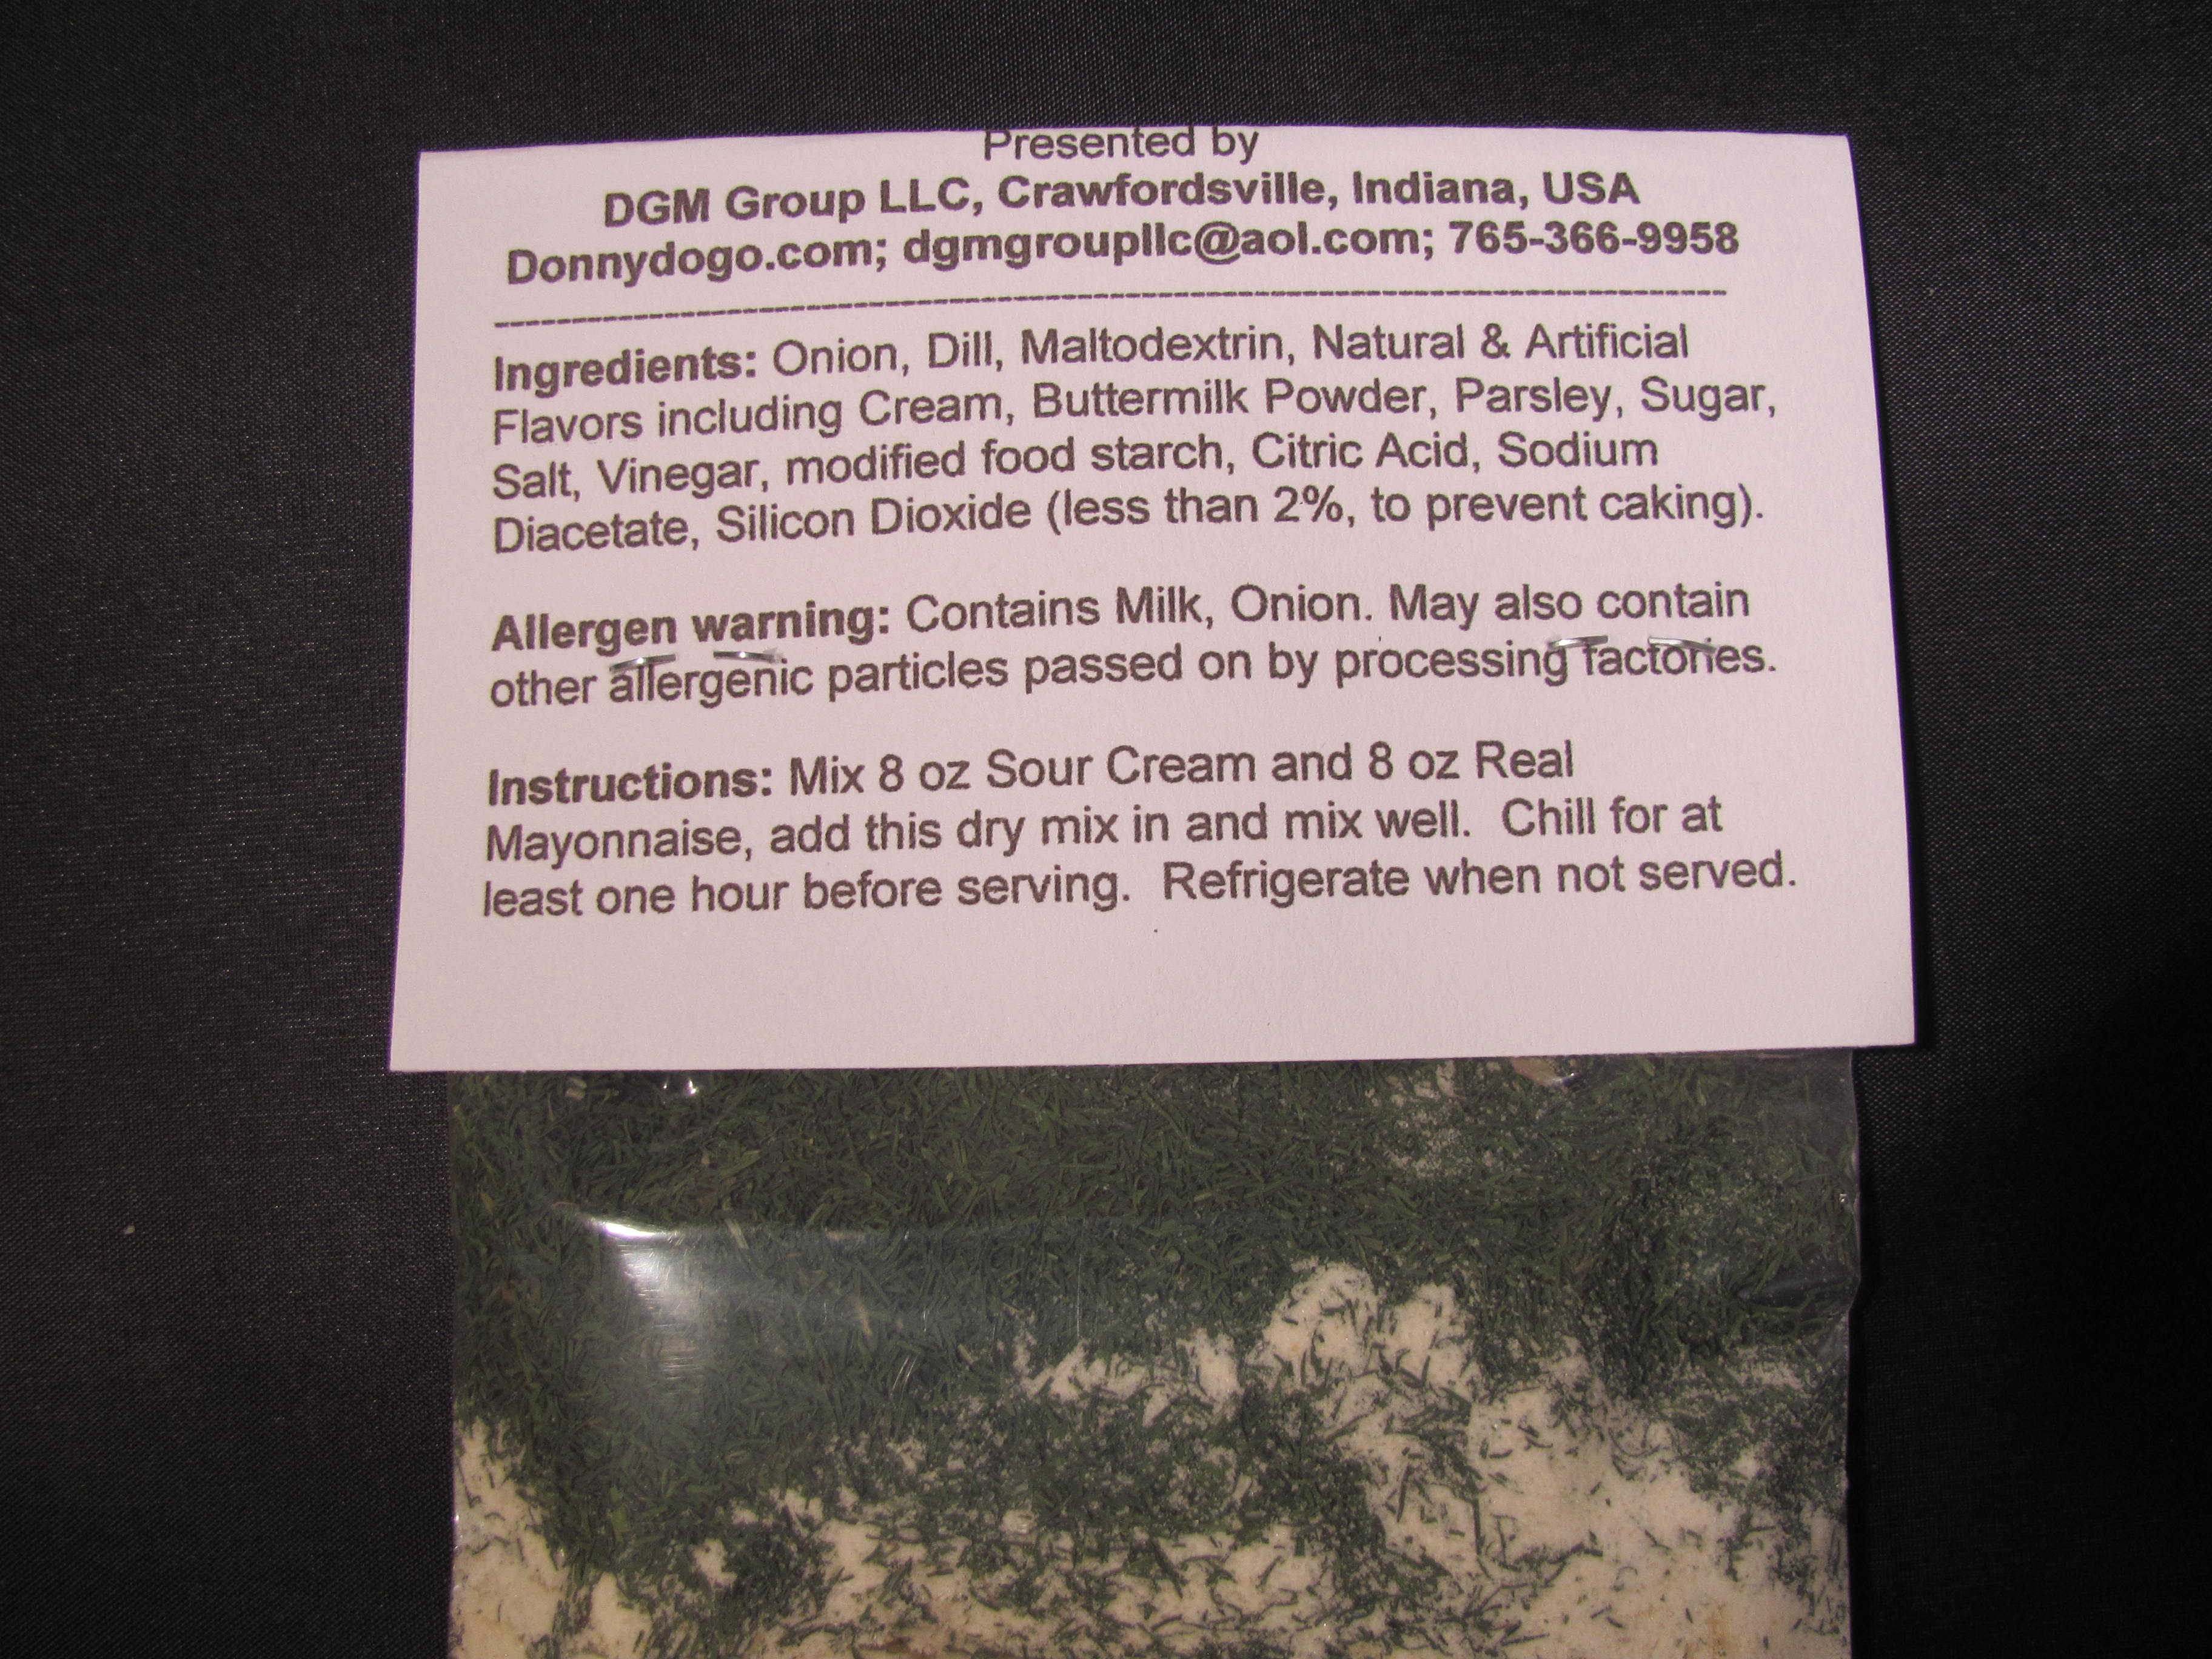 Presented by
DGM Group LLC, Crawfordsville, Indiana, USA
Donnydogo.com; dgmgroupllc@aol.com; 765-366-9958
--------------------------------------------------------------------------------
Ingredients: Onion, Dill, Maltodextrin, Natural & Artificial
Flavors including Cream, Buttermilk Powder, Parsley, Sugar,
Salt, Vinegar, modified food starch, Citric Acid, Sodium
Diacetate, Silicon Dioxide (less than 2%, to prevent caking).
Allergen warning: Contains Milk, Onion. May also contain
other allergenic particles passed on by processing factories.
Instructions: Mix 8 oz Sour Cream and 8 oz Real
Mayonnaise, add this dry mix in and mix well. Chill for at
least one hour before serving. Refrigerate when not served.